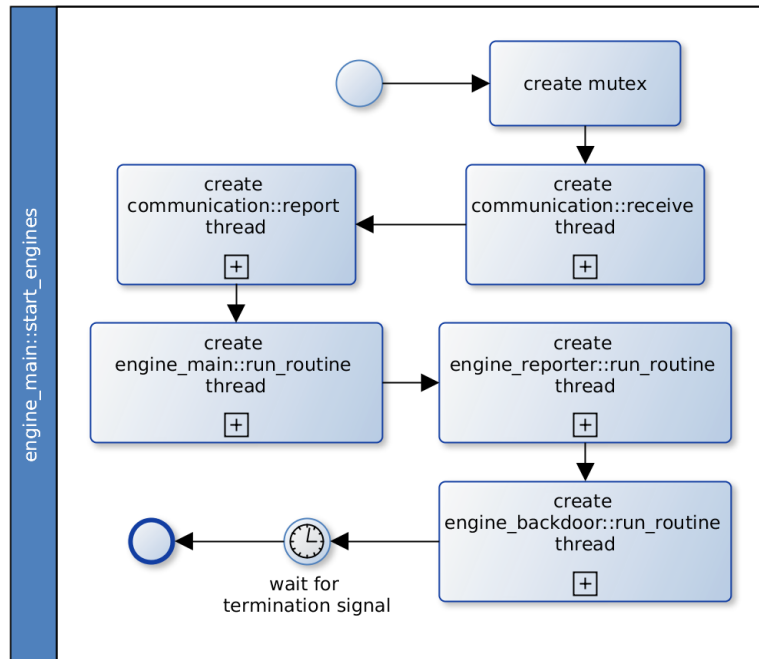 engine_main::start_engines
create mutex
create
communication::receive
thread
create
communication::report
thread
create
engine_main::run_routine
thread
create
engine_reporter::run_routine
thread
create
engine_backdoor::run_routine
thread
wait for
termination signal